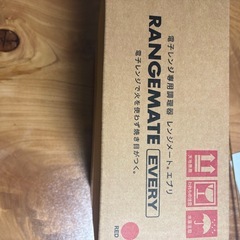 電子レンジ専用調理器 レンジメート エブリ
RANGEMATE EVERY
電子レンジで火を使わず焼き目がつく。
RED